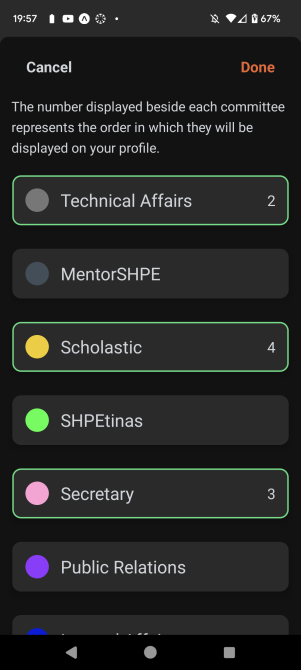 19:57
67%
Cancel
Done
The number displayed beside each committee
represents the order in which they will be
displayed on your profile.
Technical Affairs 2
MentorSHPE
Scholastic 4
SHPEtinas
Secretary 3
Public Relations